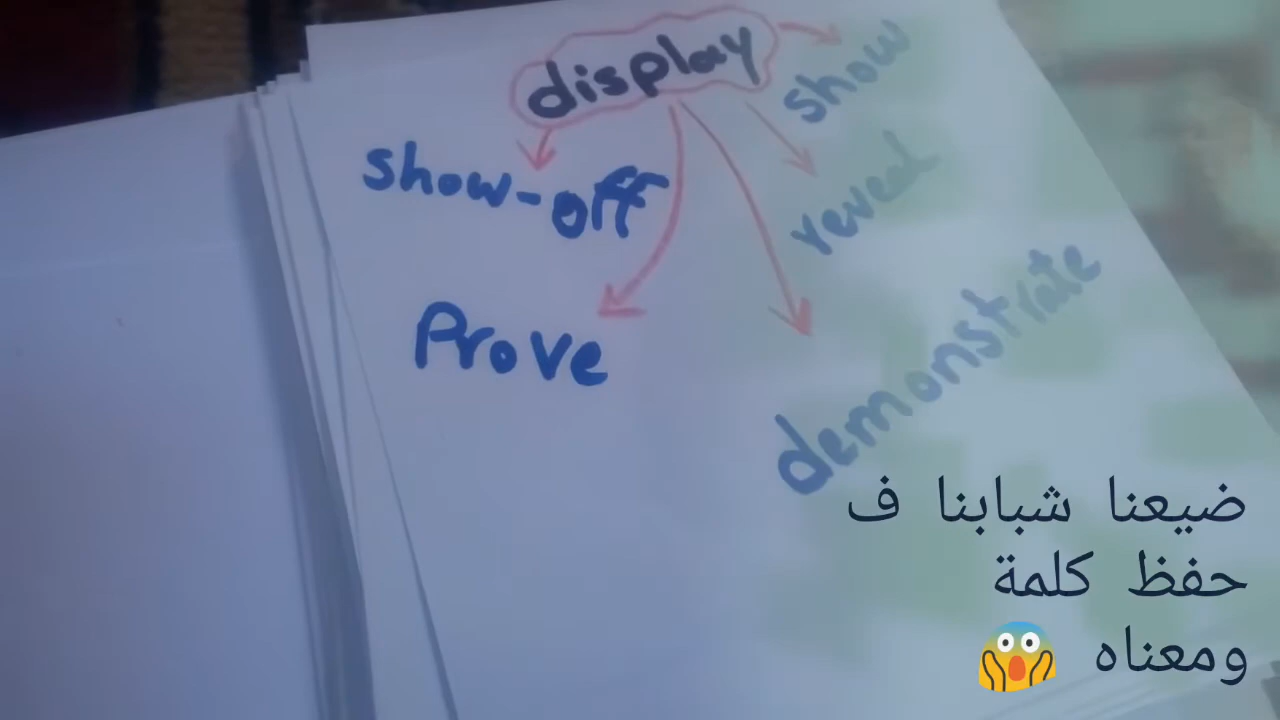 display
show
show-off
reveal
Prove
demonstrate
ضيعنا شبابنا ف
حفظ كلمة
ومعناه 😱